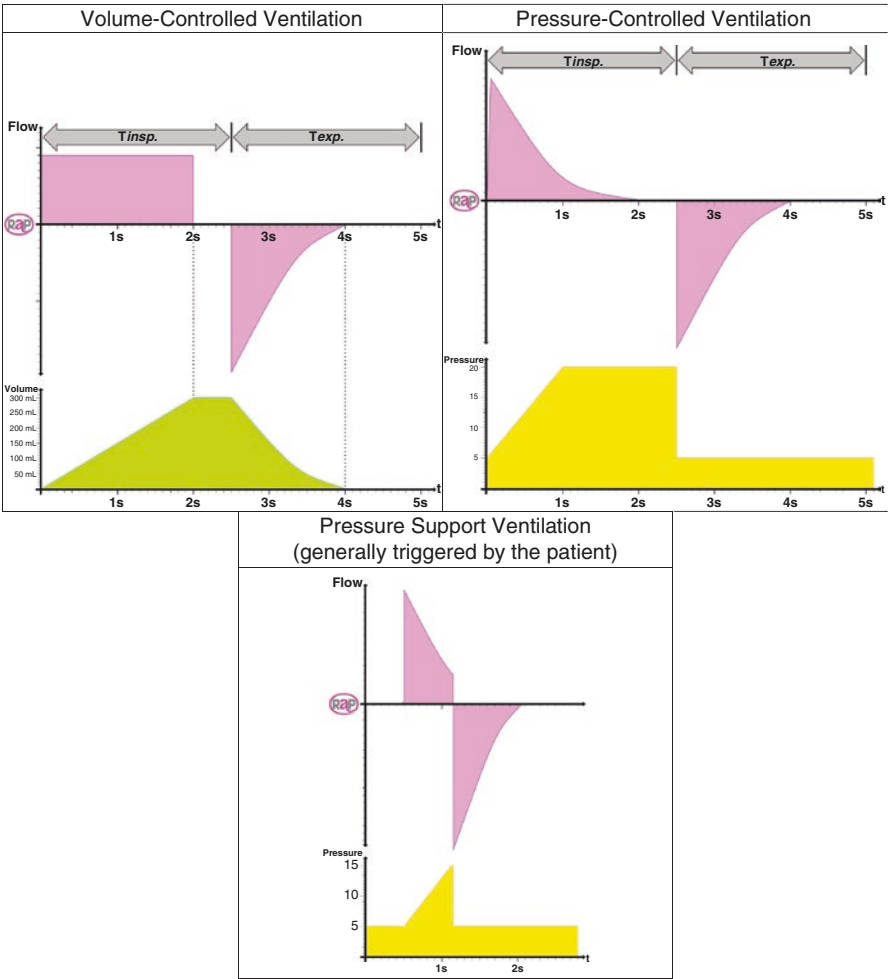 Volume-Controlled Ventilation
Flow
Tinsp.
Texp.
RaP
t
1s 2s 3s 4s 5s
Volume
300 mL
250 mL
200 mL
150 mL
100 mL
50 mL
t
1s 2s 3s 4s 5s
Pressure-Controlled Ventilation
Flow
Tinsp.
Texp.
RaP
t
1s 2s 3s 4s 5s
Pressure
20
15
10
5
t
1s 2s 3s 4s 5s
Pressure Support Ventilation
(generally triggered by the patient)
Flow
RaP
Pressure
15
10
5
t
1s 2s